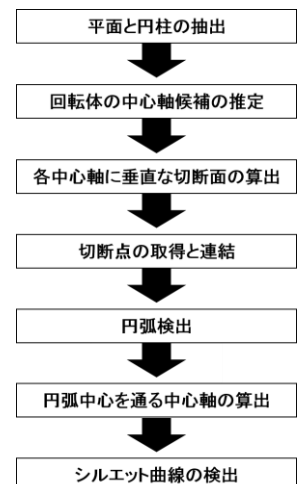 平面と円柱の抽出
回転体の中心軸候補の推定
各中心軸に垂直な切断面の算出
切断点の取得と連結
円弧検出
円弧中心を通る中心軸の算出
シルエット曲線の検出